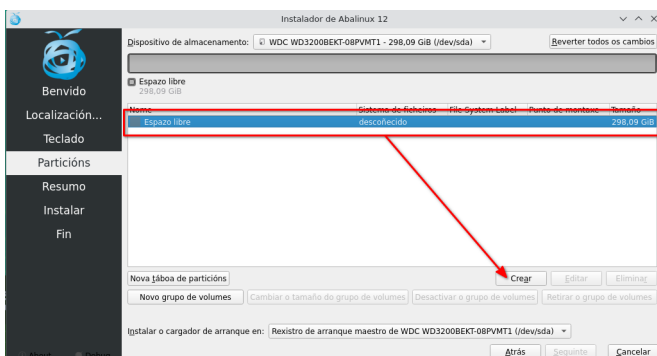 Instalador de Abalinux 12
Benvido
Localización...
Teclado
Particións
Resumo
Instalar
Fin
About Debug
Dispositivo de almacenamento: WDC WD3200BEKT-08PVMT1 - 298,09 GiB (/dev/sda) Reverter todos os cambios
Espazo libre
298,09 GiB
Nome Sistema de ficheiros File System Label Punto de montaxe Tamaño
Espazo libre descoñecido 298,09 GiB
Nova táboa de particións Crear Editar Eliminar
Novo grupo de volumes Cambiar o tamaño do grupo de volumes Desactivar o grupo de volumes Retirar o grupo de volumes
Instalar o cargador de arranque en: Rexistro de arranque maestro de WDC WD3200BEKT-08PVMT1 (/dev/sda)
Atrás Seguinte Cancelar